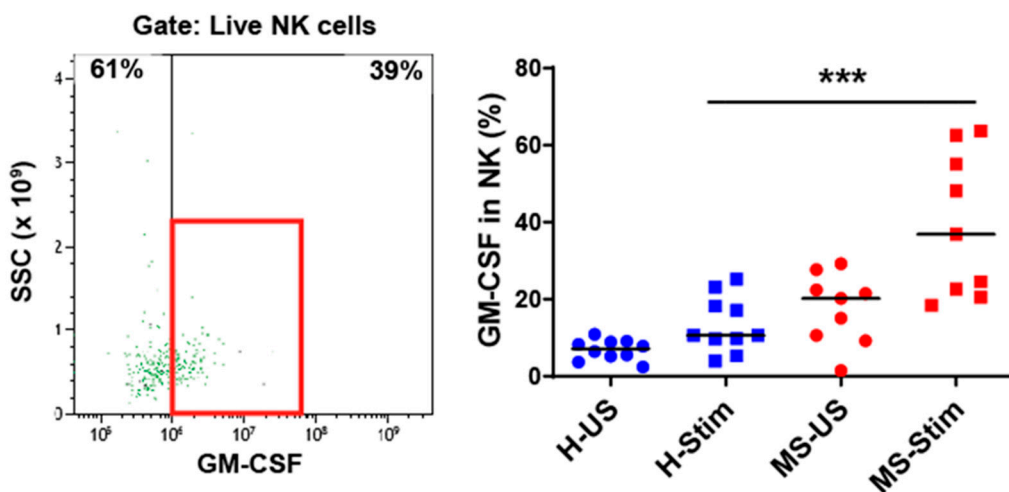 Gate: Live NK cells
61%
39%
4
3
2
1
0
SSC (x 10⁹)
10⁵
10⁶
10⁷
10⁸
10⁹
GM-CSF
80
60
40
20
0
GM-CSF in NK (%)
***
H-US
H-Stim
MS-US
MS-Stim